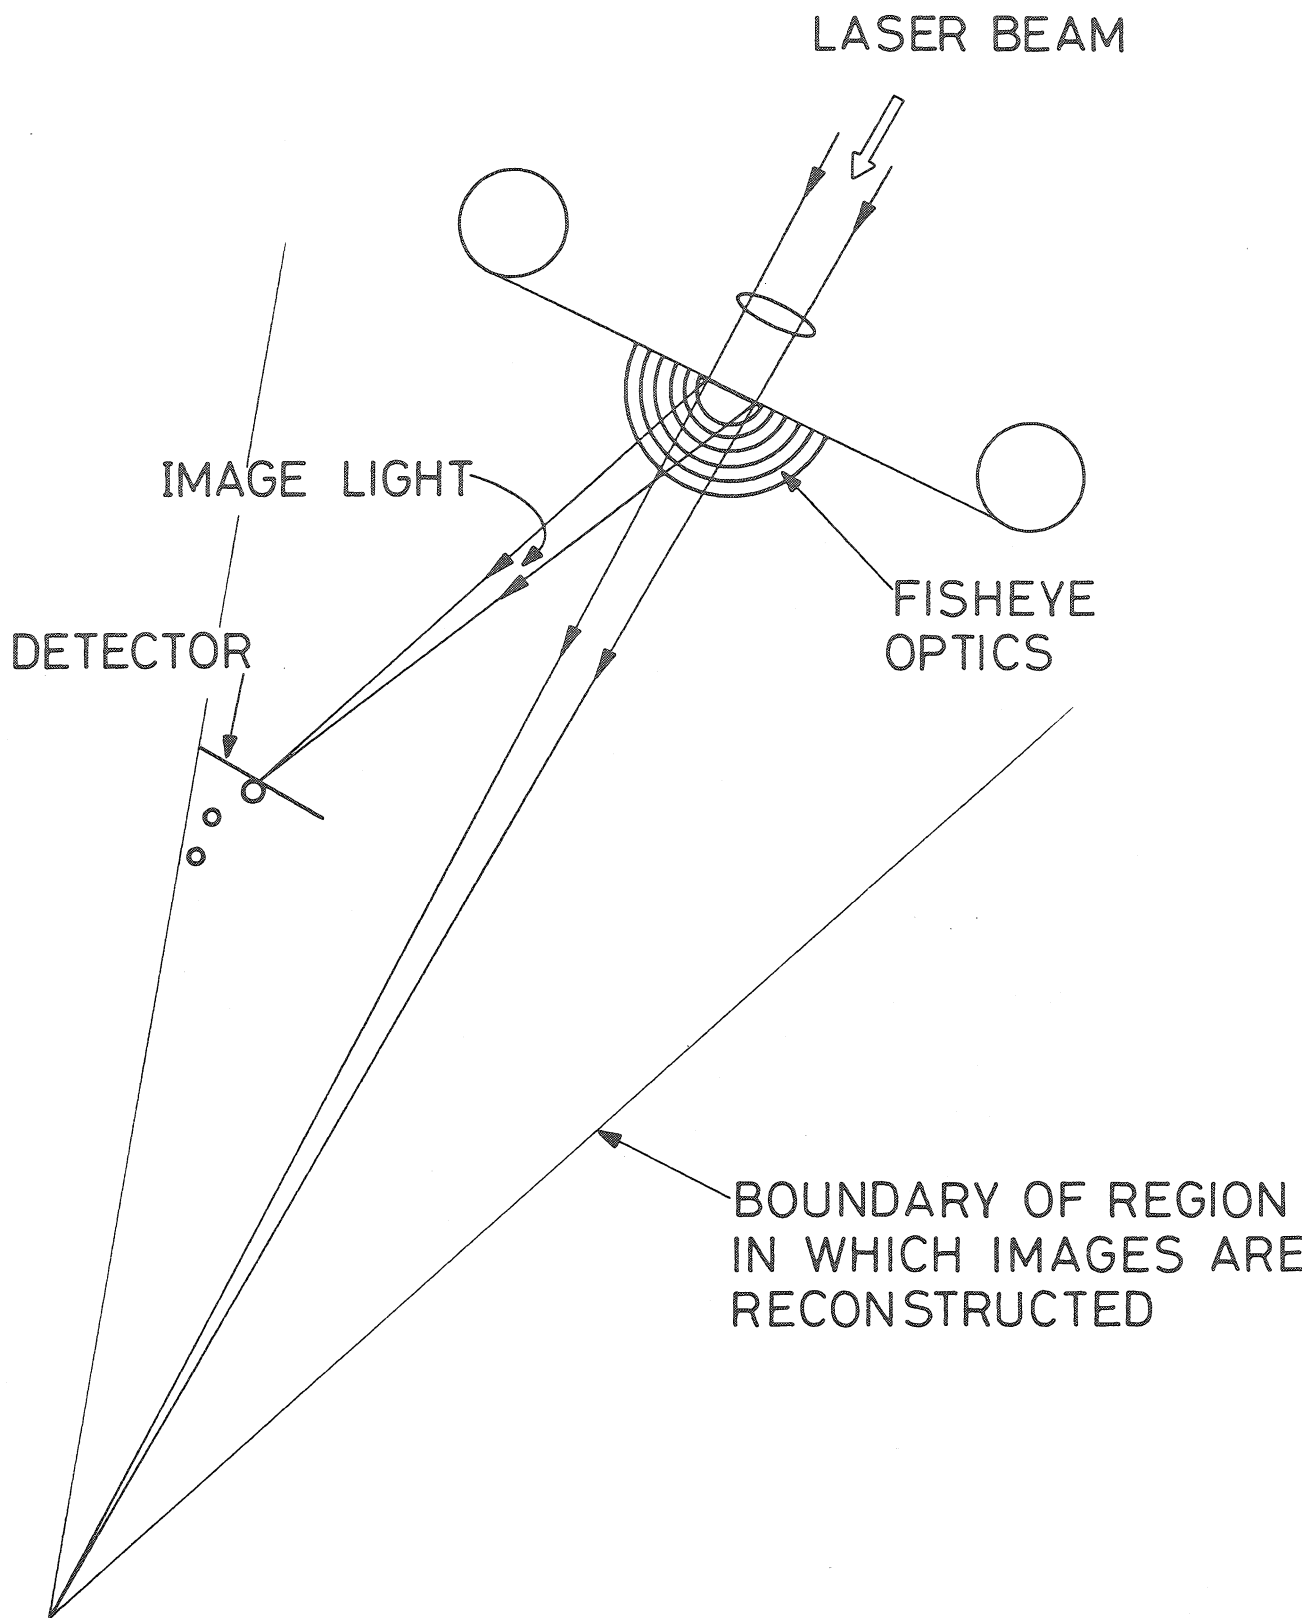 LASER BEAM
IMAGE LIGHT
FISHEYE
OPTICS
DETECTOR
BOUNDARY OF REGION
IN WHICH IMAGES ARE
RECONSTRUCTED